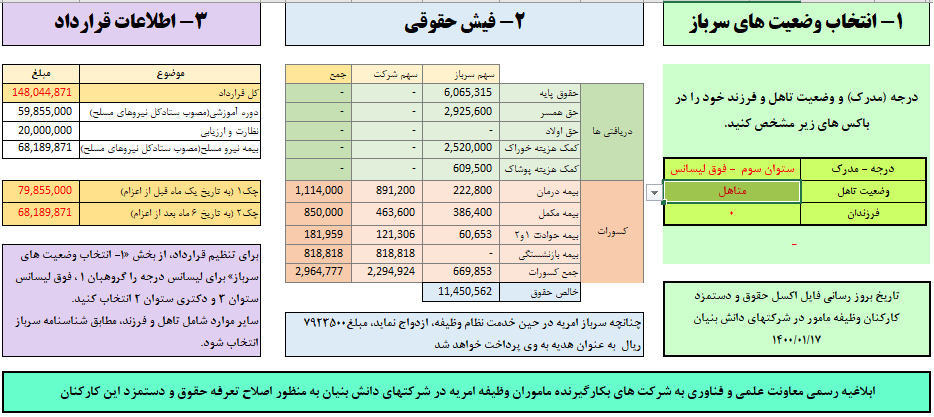 ۱- انتخاب وضعیت های سرباز
درجه (مدرک) و وضعیت تاهل و فرزند خود را در
باکس های زیر مشخص کنید.
درجه - مدرک	ستوان سوم - فوق لیسانس
وضعیت تاهل	متاهل
فرزندان	۰
-
تاریخ بروز رسانی فایل اکسل حقوق و دستمزد
کارکنان وظیفه مامور در شرکتهای دانش بنیان
۱۴۰۰/۰۱/۱۷
۲- فیش حقوقی
سهم سرباز	سهم شرکت	جمع
دریافتی ها
حقوق پایه	6,065,315	-	-
حق همسر	2,925,600	-	-
حق اولاد	-	-	-
کمک هزیته خوراک	2,520,000	-	-
کمک هزیته پوشاک	609,500	-	-
کسورات
بیمه درمان	222,800	891,200	1,114,000
بیمه مکمل	386,400	463,600	850,000
بیمه حوادث ۱و۲	60,653	121,306	181,959
بیمه بازنشستگی	-	818,818	818,818
جمع کسورات	669,853	2,294,924	2,964,777
خالص حقوق	11,450,562
چنانچه سرباز امریه در حین خدمت نظام وظیفه، ازدواج نماید، مبلغ۷۹۲۳۵۰۰
ریال به عنوان هدیه به وی پرداخت خواهد شد
۳- اطلاعات قرارداد
موضوع	مبلغ
کل قرارداد	148,044,871
دوره آموزشی(مصوب ستادکل نیروهای مسلح)	59,855,000
نظارت و ارزیابی	20,000,000
بیمه نیرو مسلح(مصوب ستادکل نیروهای مسلح)	68,189,871
چک۱ (به تاریخ یک ماه قبل از اعزام)	79,855,000
چک۲ (به تاریخ ۶ ماه بعد از اعزام)	68,189,871
برای تنظیم قرارداد، از بخش «۱- انتخاب وضعیت های
سرباز» برای لیسانس درجه را گروهبان ۱ ، فوق لیسانس
ستوان ۳ و دکتری ستوان ۲ انتخاب کنید.
سایر موارد شامل تاهل و فرزند، مطابق شناسنامه سرباز
انتخاب شود.
ابلاغیه رسمی معاونت علمی و فناوری به شرکت های بکارگیرنده ماموران وظیفه امریه در شرکتهای دانش بنیان به منظور اصلاح تعرفه حقوق و دستمزد این کارکنان